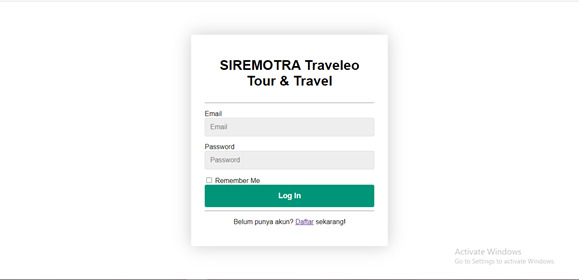 SIREMOTRA Traveleo
Tour & Travel
Email
Email
Password
Password
Remember Me
Log In
Belum punya akun? Daftar sekarang!
Activate Windows
Go to Settings to activate Windows.